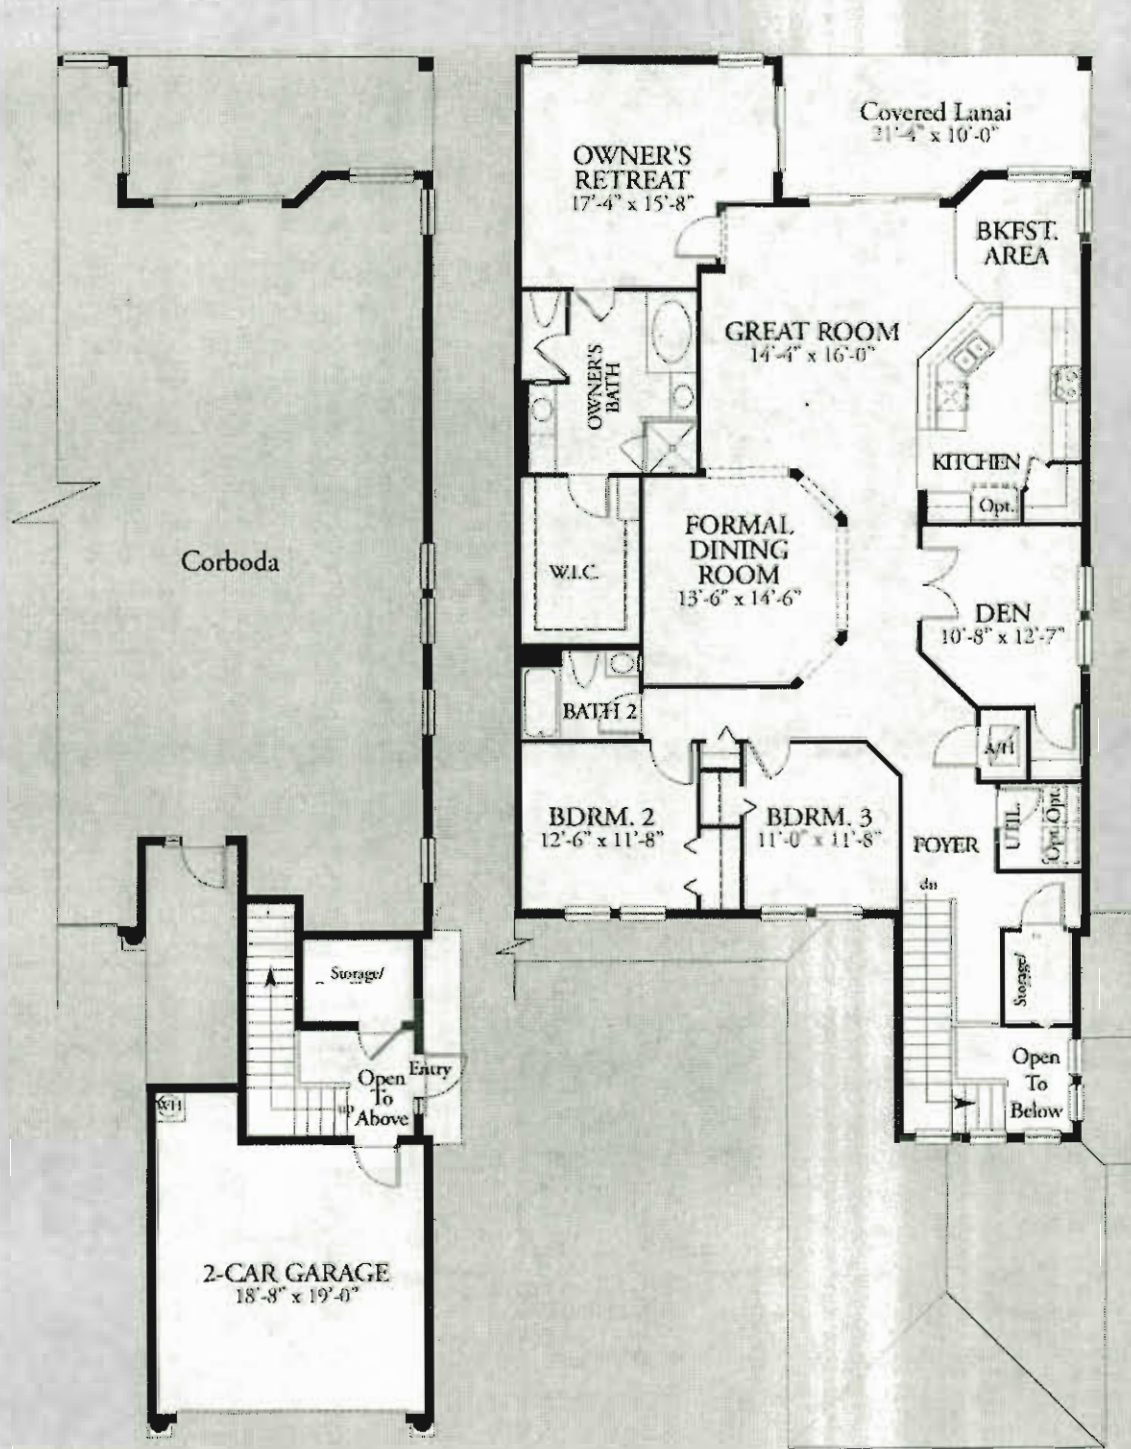 Corboda
Storage/
Open
To
Above
Entry
up
WH
2-CAR GARAGE
18'-8" x 19'-0"
OWNER'S
RETREAT
17'-4" x 15'-8"
Covered Lanai
21'-4" x 10'-0"
BKFST.
AREA
GREAT ROOM
14'-4" x 16'-0"
OWNER'S
BATH
KITCHEN
Opt.
W.I.C.
FORMAL
DINING
ROOM
13'-6" x 14'-6"
DEN
10'-8" x 12'-7"
BATH 2
A/H
BDRM. 2
12'-6" x 11'-8"
BDRM. 3
11'-0" x 11'-8"
FOYER
UTIL.
Opt.
Opt.
dn
Storage/
Open
To
Below